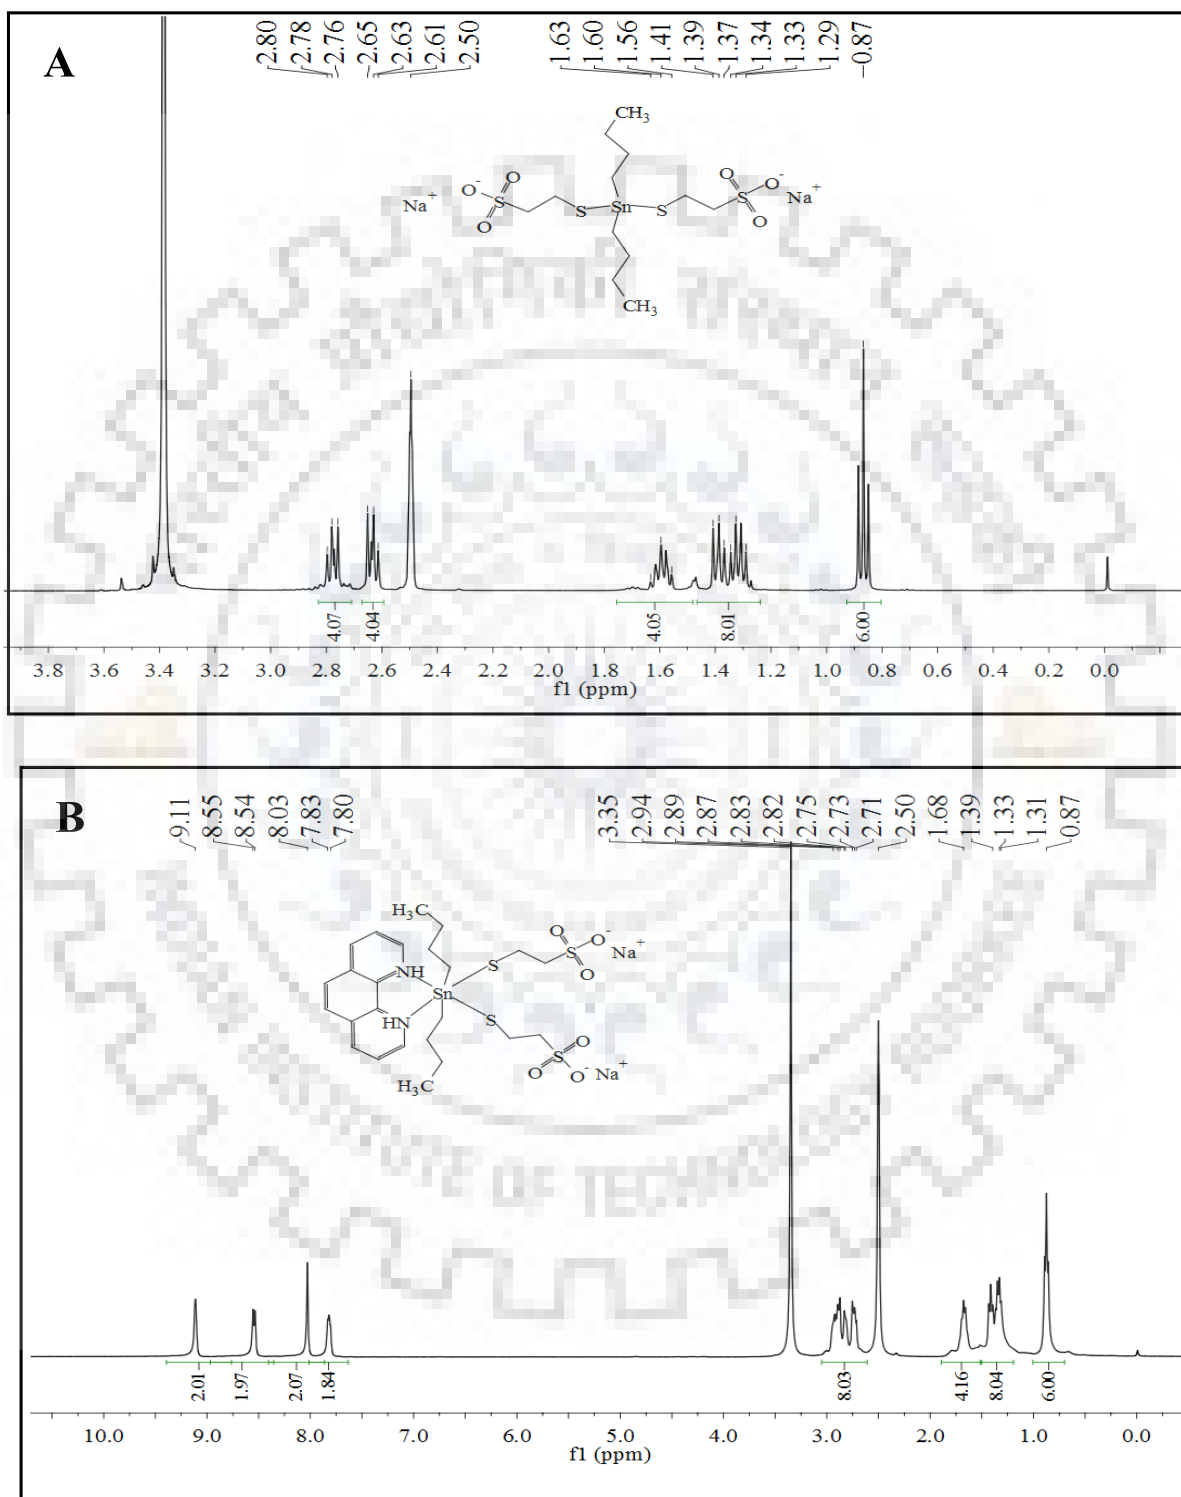 A
2.80 2.78 2.76 2.65 2.63 2.61 2.50 1.63 1.60 1.56 1.41 1.39 1.37 1.34 1.33 1.29 0.87
CH3
O- O O O-
Na+ S S Sn S S Na+
O O
CH3
4.07 4.04 4.05 8.01 6.00
3.8 3.6 3.4 3.2 3.0 2.8 2.6 2.4 2.2 2.0 1.8 1.6 1.4 1.2 1.0 0.8 0.6 0.4 0.2 0.0
f1 (ppm)
B
9.11 8.55 8.54 8.03 7.83 7.80 3.35 2.94 2.89 2.87 2.83 2.82 2.75 2.73 2.71 2.50 1.68 1.39 1.33 1.31 0.87
H3C
O O-
S Na+
NH S O
Sn
HN S
O
S
O O- Na+
H3C
OF TECHNOLOGY
2.01 1.97 2.07 1.84 8.03 4.16 8.04 6.00
10.0 9.0 8.0 7.0 6.0 5.0 4.0 3.0 2.0 1.0 0.0
f1 (ppm)